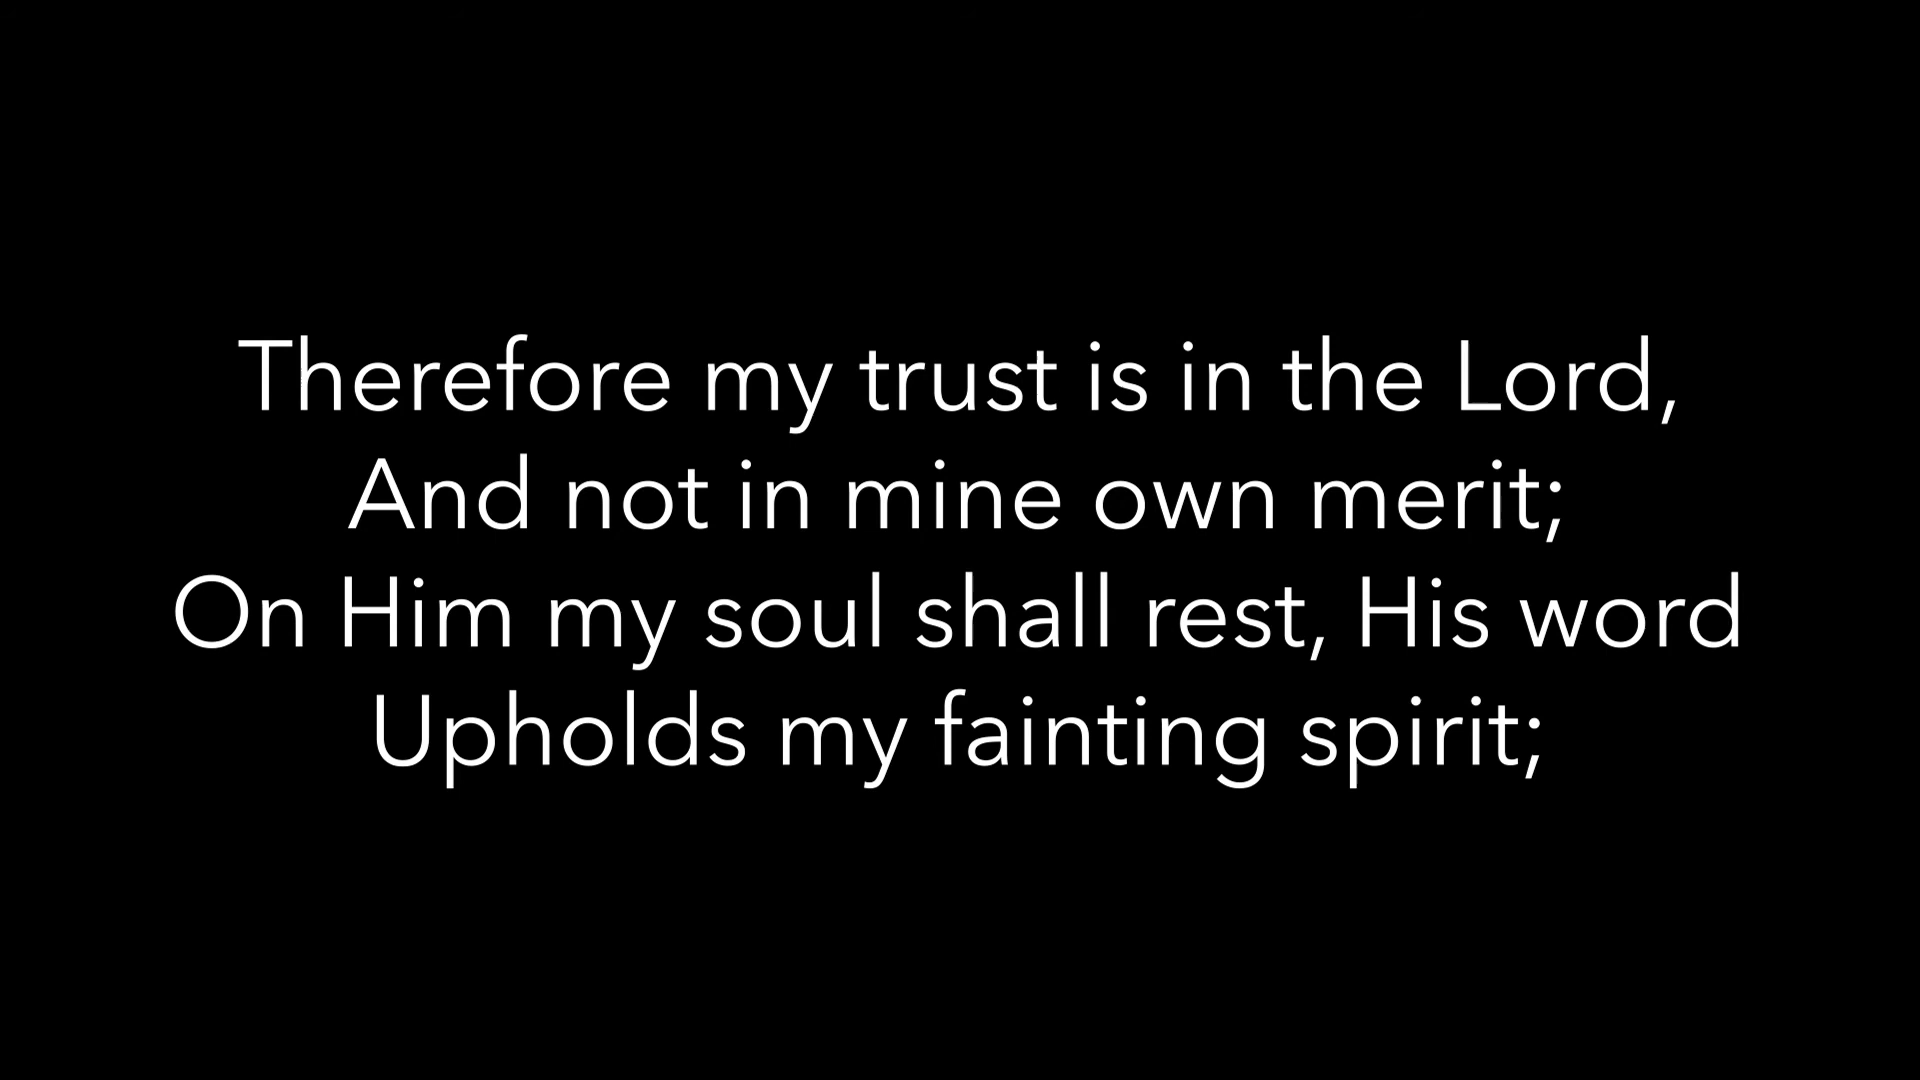 Therefore my trust is in the Lord,
And not in mine own merit;
On Him my soul shall rest, His word
Upholds my fainting spirit;